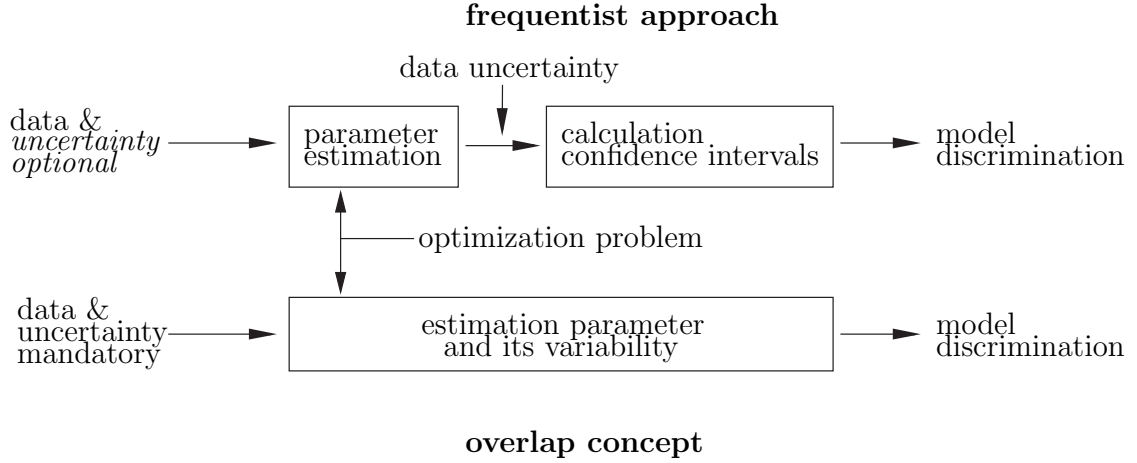 frequentist approach
data uncertainty
data &
uncertainty
optional
parameter
estimation
calculation
confidence intervals
model
discrimination
optimization problem
data &
uncertainty
mandatory
estimation parameter
and its variability
model
discrimination
overlap concept